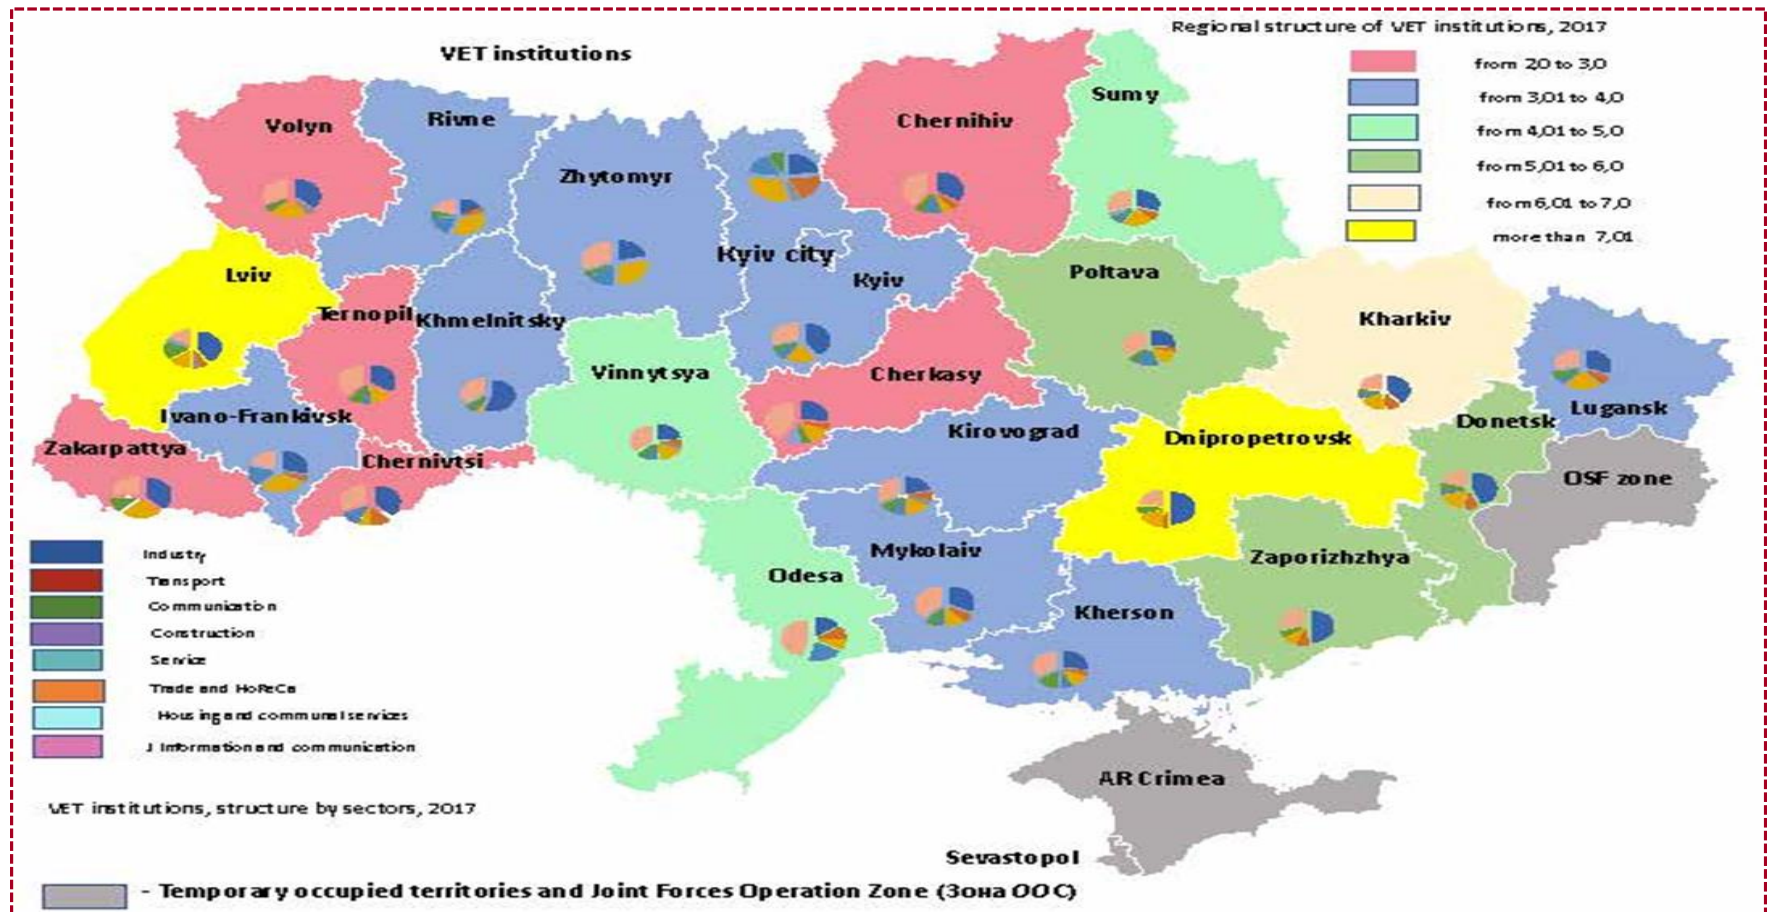 Regional structure of VET institutions, 2017
VET institutions
from 20 to 3,0
from 3,01 to 4,0
from 4,01 to 5,0
from 5,01 to 6,0
from 6,01 to 7,0
more than 7,01
Volyn
Rivne
Zhytomyr
Chernihiv
Sumy
Kyiv city
Kyiv
Lviv
Ternopil
Khmelnitsky
Poltava
Kharkiv
Vinnytsya
Cherkasy
Ivano-Frankivsk
Zakarpattya
Chernivtsi
Kirovograd
Dnipropetrovsk
Donetsk
Lugansk
OSF zone
Mykolaiv
Odesa
Kherson
Zaporizhzhya
AR Crimea
Sevastopol
Industry
Transport
Communication
Construction
Service
Trade and HoReCa
Housing and communal services
J Information and communication
VET institutions, structure by sectors, 2017
- Temporary occupied territories and Joint Forces Operation Zone (Зона ООС)